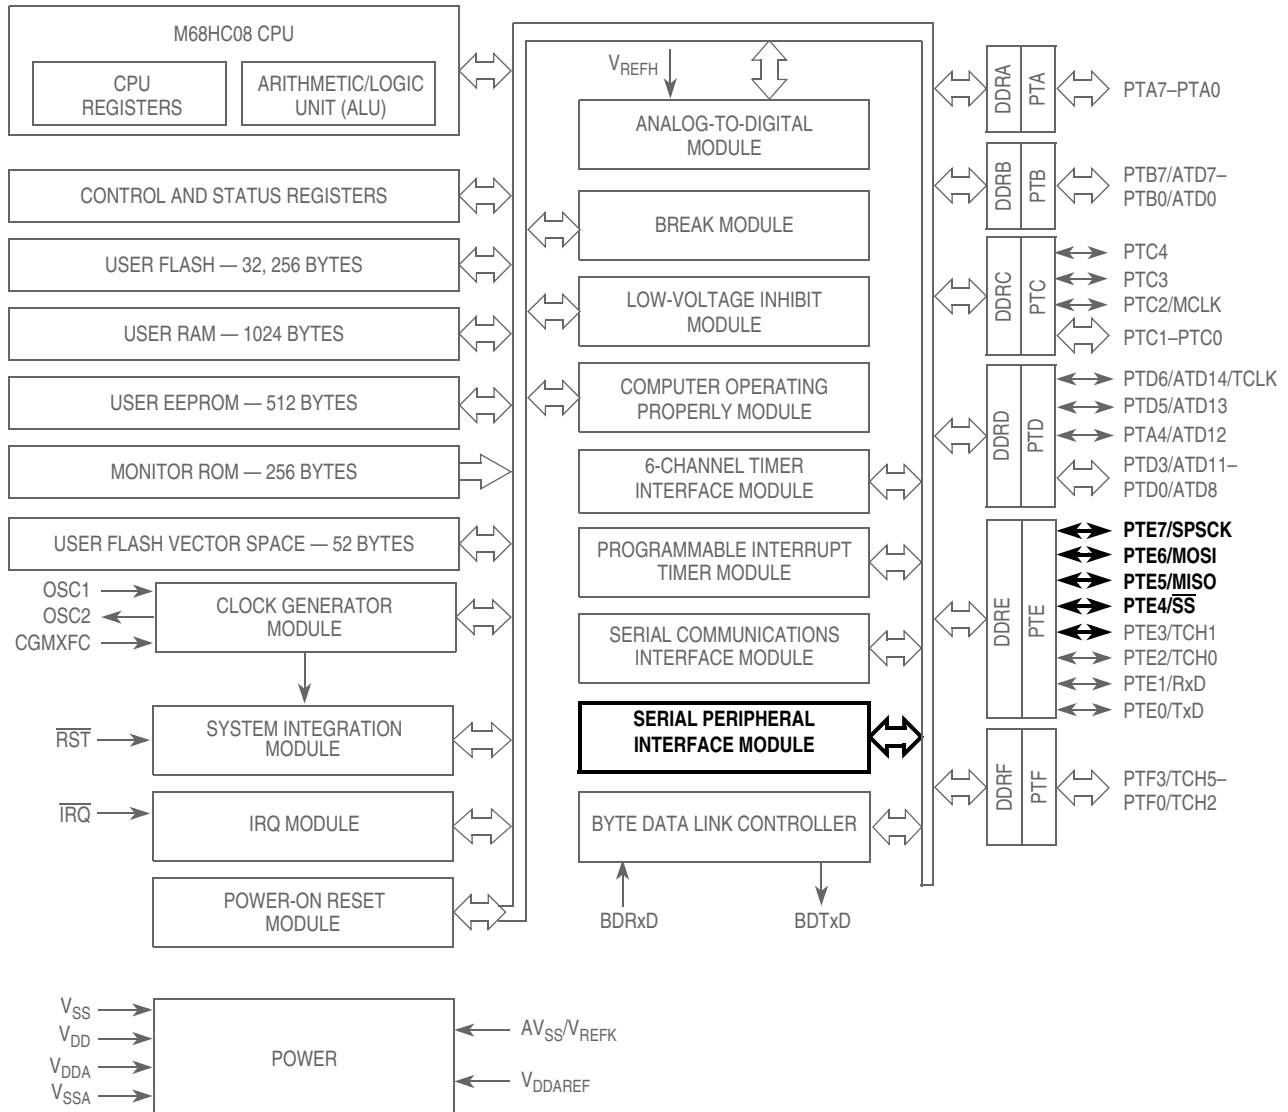 M68HC08 CPU
CPU
REGISTERS
ARITHMETIC/LOGIC
UNIT (ALU)
CONTROL AND STATUS REGISTERS
USER FLASH — 32, 256 BYTES
USER RAM — 1024 BYTES
USER EEPROM — 512 BYTES
MONITOR ROM — 256 BYTES
USER FLASH VECTOR SPACE — 52 BYTES
OSC1
OSC2
CGMXFC
CLOCK GENERATOR
MODULE
RST
SYSTEM INTEGRATION
MODULE
IRQ
IRQ MODULE
POWER-ON RESET
MODULE
VSS
VDD
VDDA
VSSA
POWER
AVSS/VREFK
VDDAREF
VREFH
ANALOG-TO-DIGITAL
MODULE
BREAK MODULE
LOW-VOLTAGE INHIBIT
MODULE
COMPUTER OPERATING
PROPERLY MODULE
6-CHANNEL TIMER
INTERFACE MODULE
PROGRAMMABLE INTERRUPT
TIMER MODULE
SERIAL COMMUNICATIONS
INTERFACE MODULE
SERIAL PERIPHERAL
INTERFACE MODULE
BYTE DATA LINK CONTROLLER
BDRxD
BDTxD
DDRA
PTA
PTA7–PTA0
DDRB
PTB
PTB7/ATD7–
PTB0/ATD0
DDRC
PTC
PTC4
PTC3
PTC2/MCLK
PTC1–PTC0
DDRD
PTD
PTD6/ATD14/TCLK
PTD5/ATD13
PTA4/ATD12
PTD3/ATD11–
PTD0/ATD8
DDRE
PTE
PTE7/SPSCK
PTE6/MOSI
PTE5/MISO
PTE4/SS
PTE3/TCH1
PTE2/TCH0
PTE1/RxD
PTE0/TxD
DDRF
PTF
PTF3/TCH5–
PTF0/TCH2